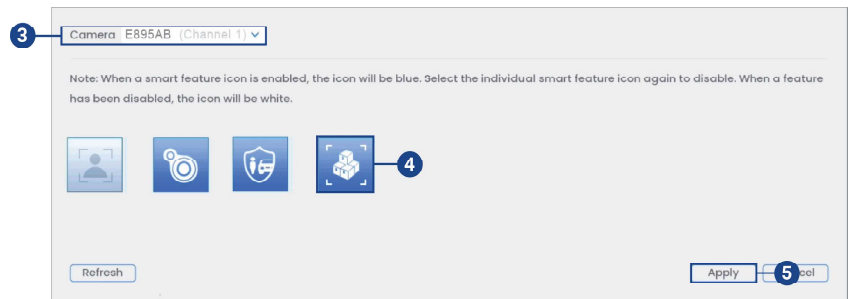 3
Camera E895AB (Channel 1)
Note: When a smart feature icon is enabled, the icon will be blue. Select the individual smart feature icon again to disable. When a feature
has been disabled, the icon will be white.
4
Refresh
Apply
5